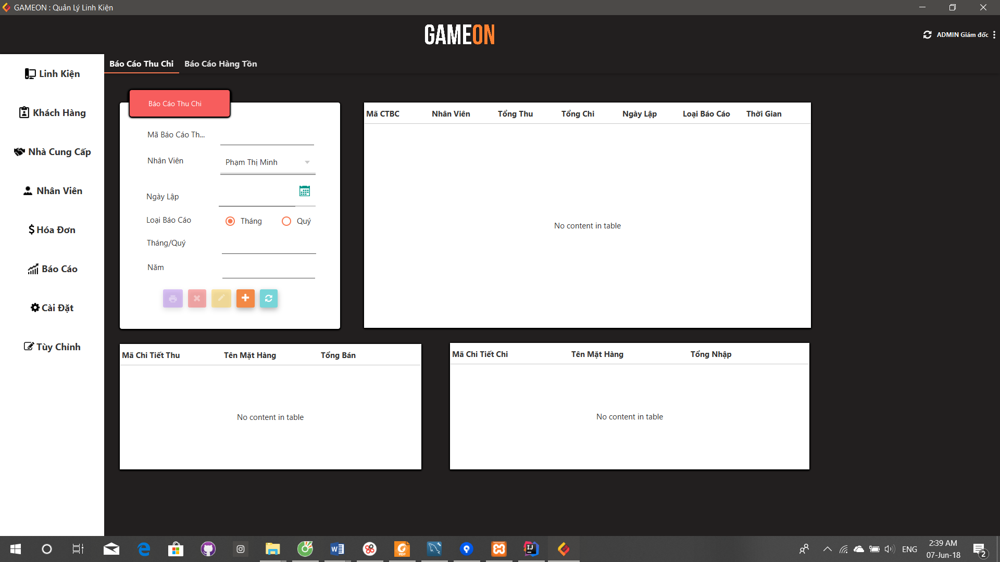 GAMEON : Quản Lý Linh Kiện
GAMEON
ADMIN Giám đốc
Linh Kiện
Khách Hàng
Nhà Cung Cấp
Nhân Viên
Hóa Đơn
Báo Cáo
Cài Đặt
Tùy Chỉnh
Báo Cáo Thu Chi Báo Cáo Hàng Tồn
Báo Cáo Thu Chi
Mã Báo Cáo Th...
Nhân Viên Phạm Thị Minh
Ngày Lập
Loại Báo Cáo Tháng Quý
Tháng/Quý
Năm
Mã CTBC Nhân Viên Tổng Thu Tổng Chi Ngày Lập Loại Báo Cáo Thời Gian
No content in table
Mã Chi Tiết Thu Tên Mặt Hàng Tổng Bán
No content in table
Mã Chi Tiết Chi Tên Mặt Hàng Tổng Nhập
No content in table
ENG
2:39 AM
07-Jun-18
2